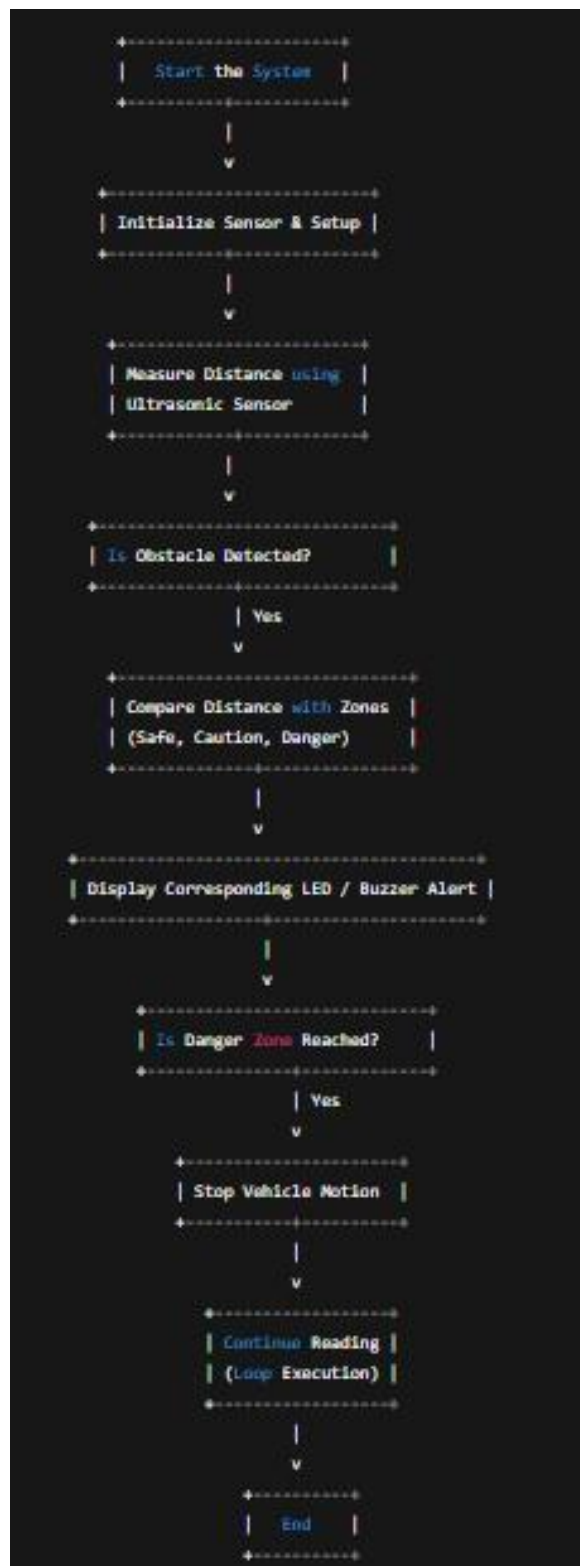 Start the System
Initialize Sensor & Setup
Measure Distance using
Ultrasonic Sensor
Is Obstacle Detected?
Yes
Compare Distance with Zones
(Safe, Caution, Danger)
Display Corresponding LED / Buzzer Alert
Is Danger Zone Reached?
Yes
Stop Vehicle Motion
Continue Reading
(Loop Execution)
End